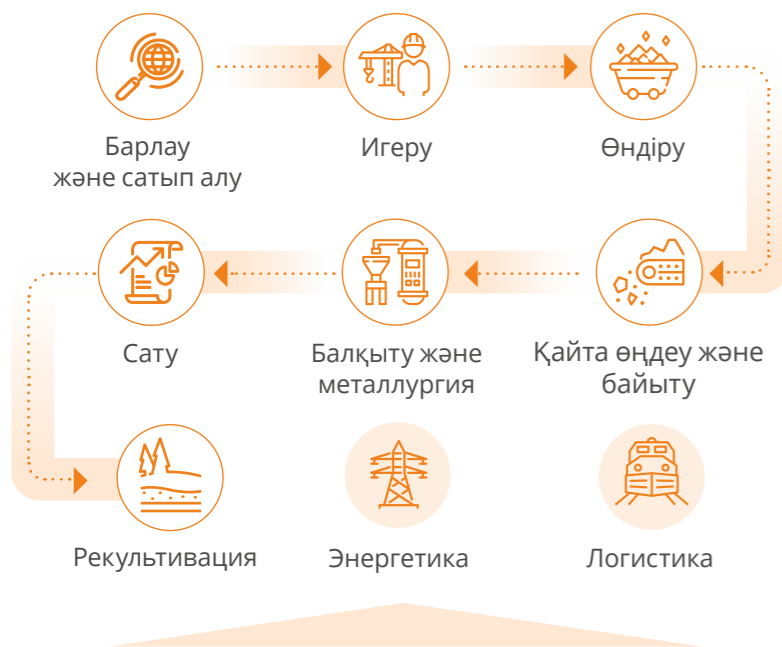 Барлау
және сатып алу
Игеру
Өндіру
Сату
Балқыту және
металлургия
Қайта өңдеу және
байыту
Рекультивация
Энергетика
Логистика